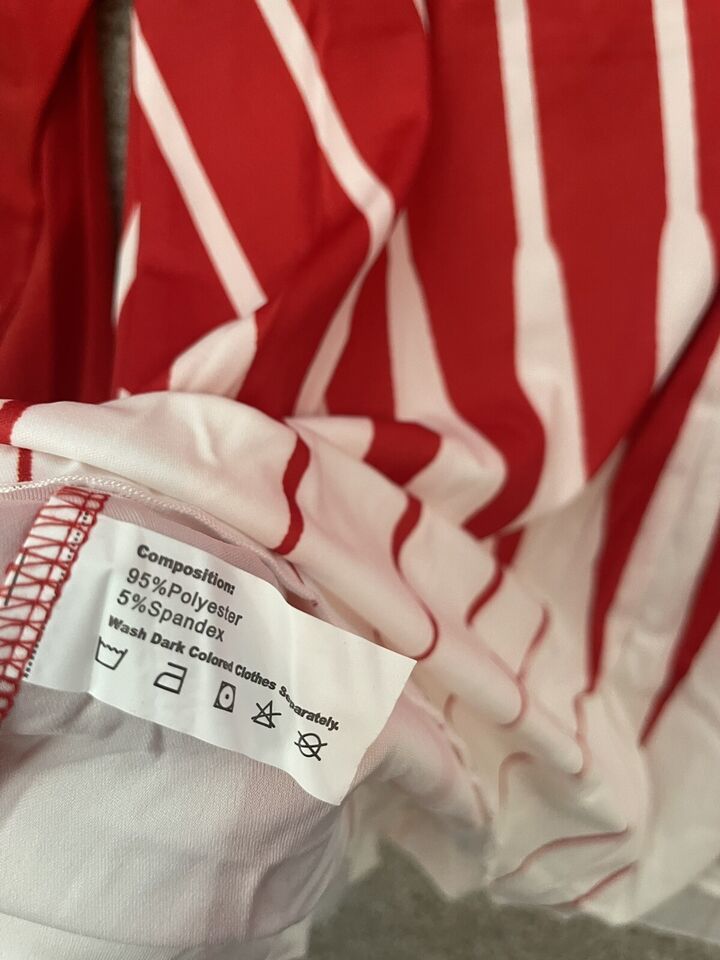 Composition:
95%Polyester
5%Spandex
Wash Dark Colored Clothes Separately.